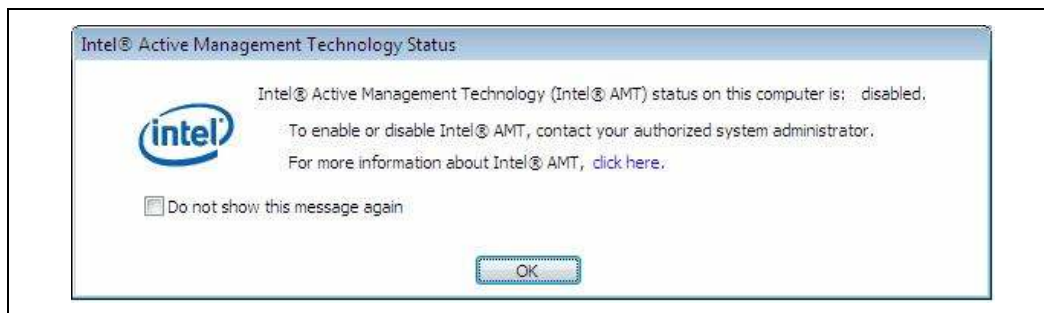 Intel® Active Management Technology Status
Intel® Active Management Technology (Intel® AMT) status on this computer is: disabled.
intel
To enable or disable Intel® AMT, contact your authorized system administrator.
For more information about Intel® AMT, click here.
Do not show this message again
OK